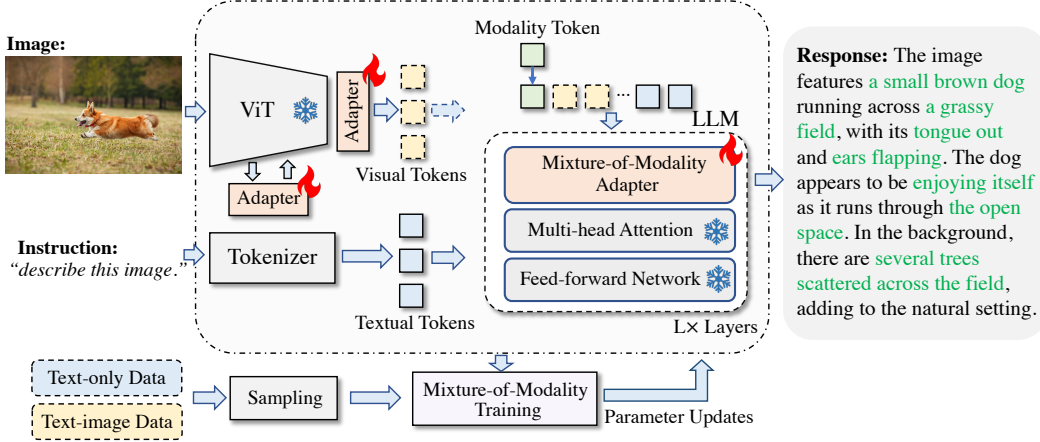 Image:
Modality Token
ViT
Adapter
LLM
Mixture-of-Modality
Adapter
Visual Tokens
Adapter
Multi-head Attention
Instruction:
“describe this image.”
Tokenizer
Feed-forward Network
Textual Tokens
L× Layers
Response: The image
features a small brown dog
running across a grassy
field, with its tongue out
and ears flapping. The dog
appears to be enjoying itself
as it runs through the open
space. In the background,
there are several trees
scattered across the field,
adding to the natural setting.
Text-only Data
Text-image Data
Sampling
Mixture-of-Modality
Training
Parameter Updates